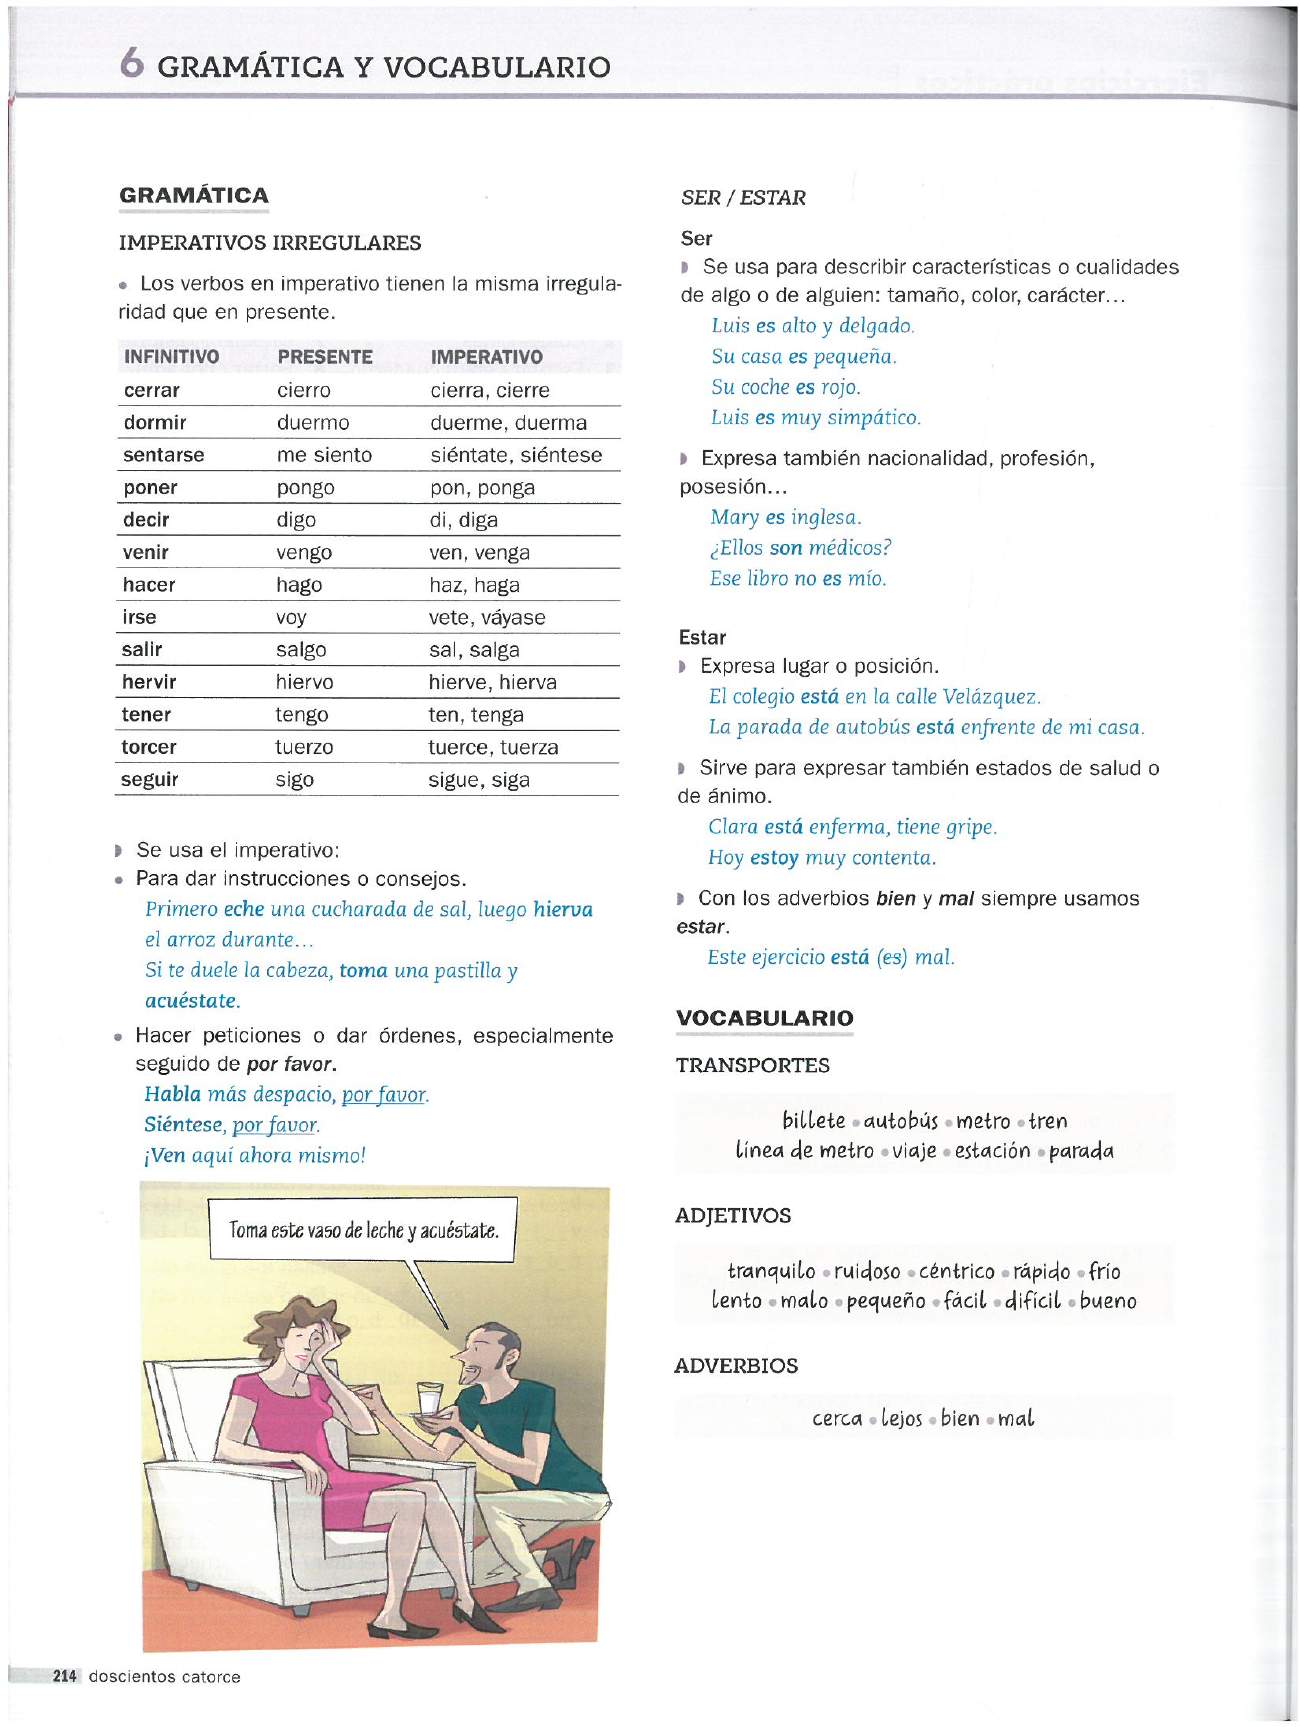 6 GRAMÁTICA Y VOCABULARIO
GRAMÁTICA
IMPERATIVOS IRREGULARES
• Los verbos en imperativo tienen la misma irregula-
ridad que en presente.
INFINITIVO PRESENTE IMPERATIVO
cerrar cierro cierra, cierre
dormir duermo duerme, duerma
sentarse me siento siéntate, siéntese
poner pongo pon, ponga
decir digo di, diga
venir vengo ven, venga
hacer hago haz, haga
irse voy vete, váyase
salir salgo sal, salga
hervir hiervo hierve, hierva
tener tengo ten, tenga
torcer tuerzo tuerce, tuerza
seguir sigo sigue, siga
Se usa el imperativo:
• Para dar instrucciones o consejos.
Primero eche una cucharada de sal, luego hierva
el arroz durante...
Si te duele la cabeza, toma una pastilla y
acuéstate.
• Hacer peticiones o dar órdenes, especialmente
seguido de por favor.
Habla más despacio, por favor.
Siéntese, por favor.
¡Ven aquí ahora mismo!
Toma este vaso de leche y acuéstate.
SER / ESTAR
Ser
Se usa para describir características o cualidades
de algo o de alguien: tamaño, color, carácter...
Luis es alto y delgado.
Su casa es pequeña.
Su coche es rojo.
Luis es muy simpático.
Expresa también nacionalidad, profesión,
posesión...
Mary es inglesa.
¿Ellos son médicos?
Ese libro no es mío.
Estar
Expresa lugar o posición.
El colegio está en la calle Velázquez.
La parada de autobús está enfrente de mi casa.
Sirve para expresar también estados de salud o
de ánimo.
Clara está enferma, tiene gripe.
Hoy estoy muy contenta.
Con los adverbios bien y mal siempre usamos
estar.
Este ejercicio está (es) mal.
VOCABULARIO
TRANSPORTES
billete • autobús • metro • tren
línea de metro • viaje • estación • parada
ADJETIVOS
tranquilo • ruidoso • céntrico • rápido • frío
lento • malo • pequeño • fácil • difícil • bueno
ADVERBIOS
cerca • lejos • bien • mal
214 doscientos catorce